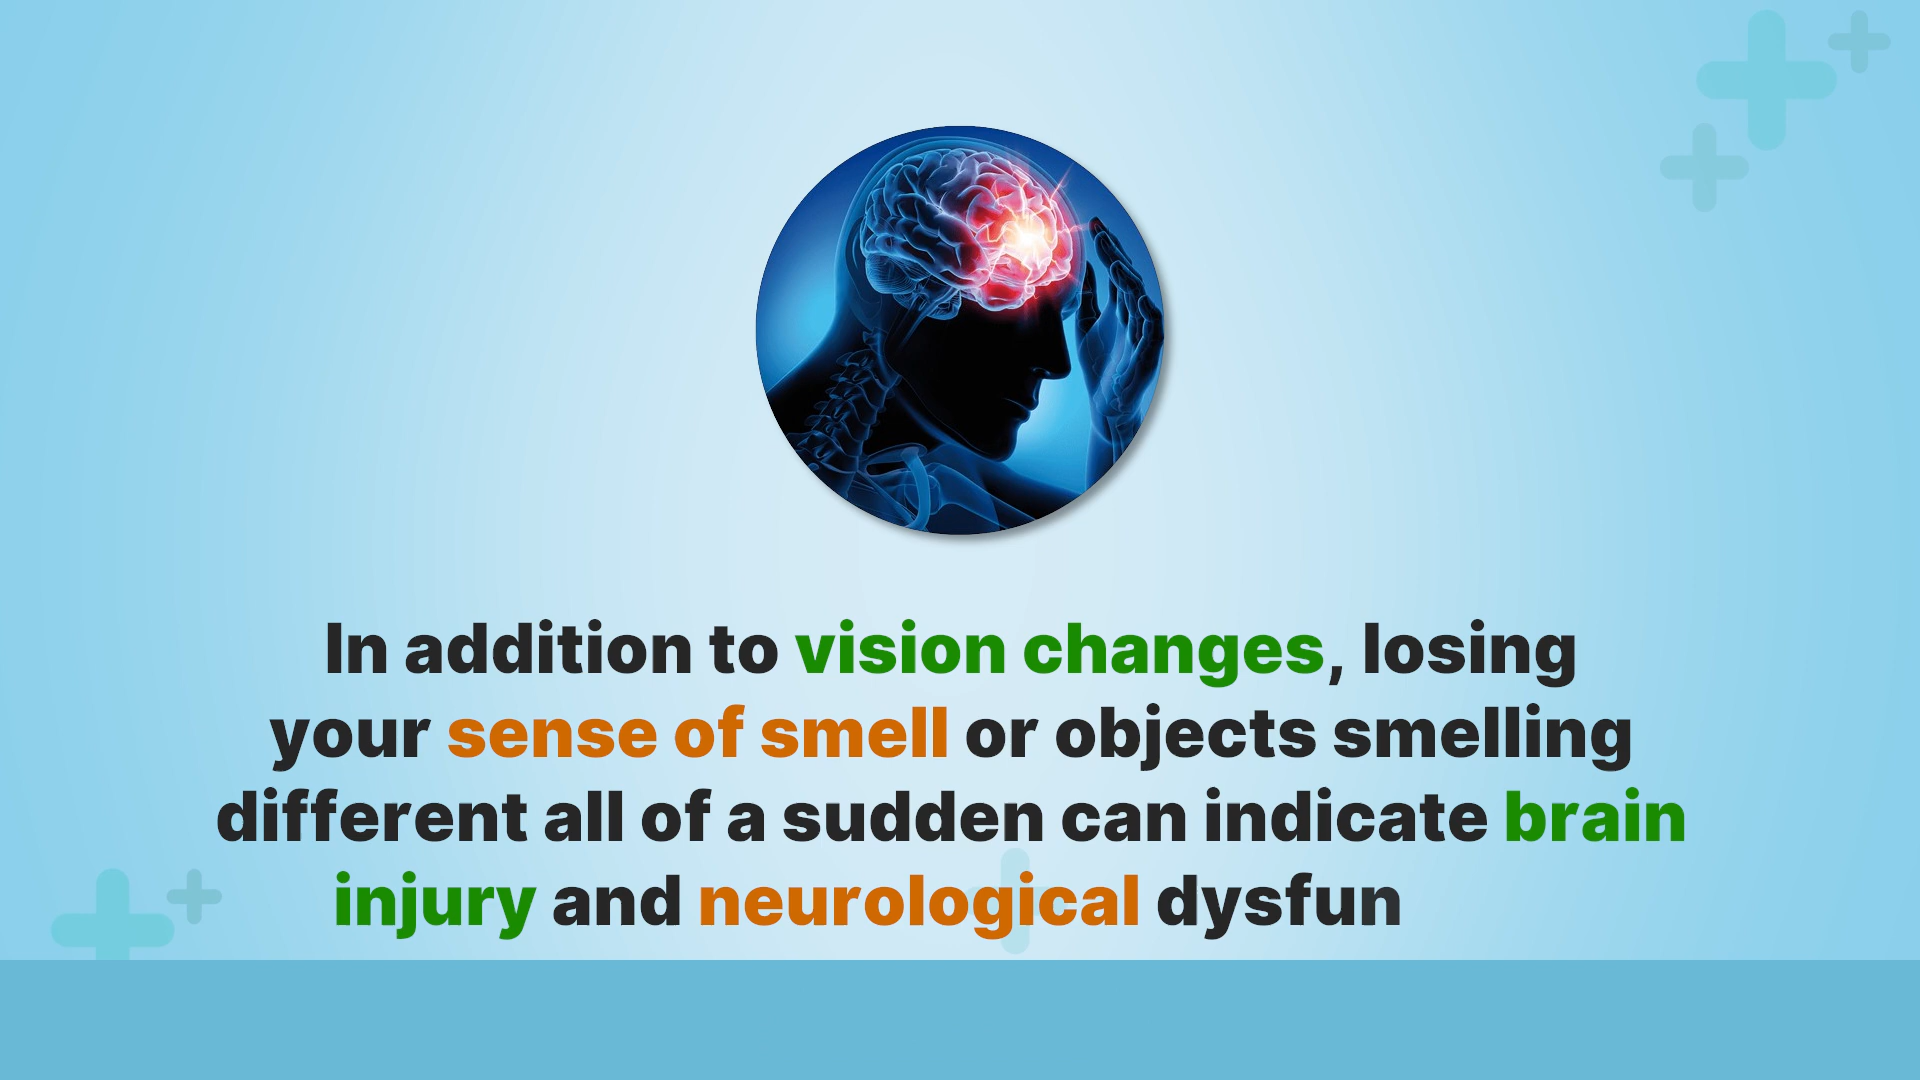 In addition to vision changes, losing
your sense of smell or objects smelling
different all of a sudden can indicate brain
injury and neurological dysfun